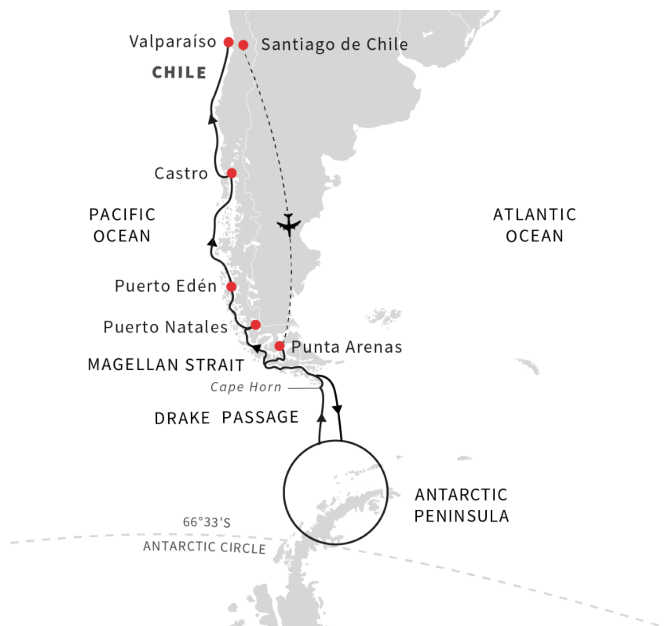 Valparaíso
Santiago de Chile
CHILE
Castro
PACIFIC
OCEAN
ATLANTIC
OCEAN
Puerto Edén
Puerto Natales
Punta Arenas
MAGELLAN STRAIT
Cape Horn
DRAKE PASSAGE
ANTARCTIC
PENINSULA
66°33'S
ANTARCTIC CIRCLE